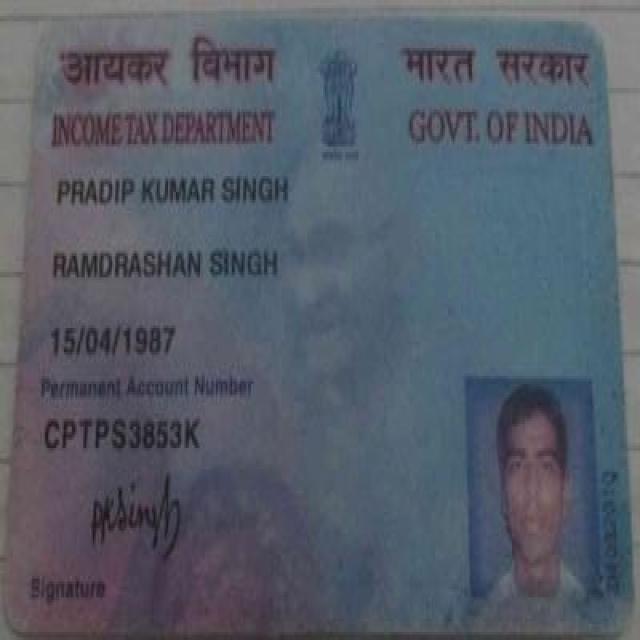 आयकर विभाग
भारत सरकार
INCOME TAX DEPARTMENT
GOVT. OF INDIA
PRADIP KUMAR SINGH
RAMDRASHAN SINGH
15/04/1987
Permanent Account Number
CPTPS3853K
PKSingh
Signature